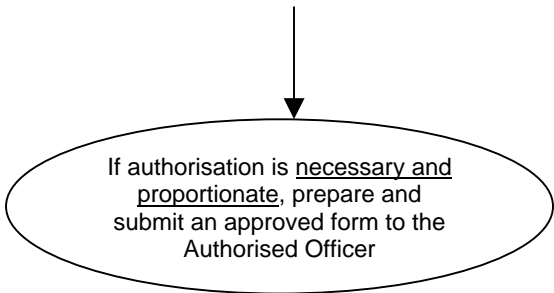 If authorisation is necessary and
proportionate, prepare and
submit an approved form to the
Authorised Officer